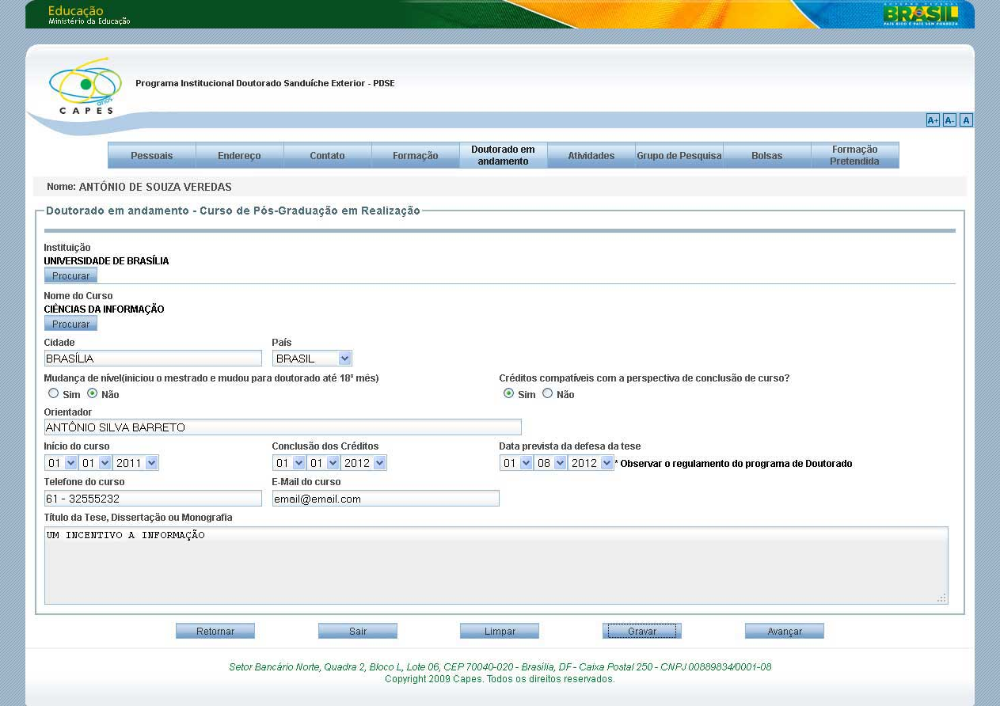 Educação
Ministério da Educação
GOVERNO FEDERAL
BRASIL
PAÍS RICO É PAÍS SEM POBREZA
anos
CAPES
Programa Institucional Doutorado Sanduíche Exterior - PDSE
A+ A- A
Pessoais Endereço Contato Formação Doutorado em andamento Atividades Grupo de Pesquisa Bolsas Formação Pretendida
Nome: ANTÔNIO DE SOUZA VEREDAS
Doutorado em andamento - Curso de Pós-Graduação em Realização
Instituição
UNIVERSIDADE DE BRASÍLIA
Procurar
Nome do Curso
CIÊNCIAS DA INFORMAÇÃO
Procurar
Cidade País
BRASÍLIA BRASIL
Mudança de nível(iniciou o mestrado e mudou para doutorado até 18º mês) Créditos compatíveis com a perspectiva de conclusão de curso?
Sim Não Sim Não
Orientador
ANTÔNIO SILVA BARRETO
Início do curso Conclusão dos Créditos Data prevista da defesa da tese
01 01 2011 01 01 2012 01 08 2012 * Observar o regulamento do programa de Doutorado
Telefone do curso E-Mail do curso
61 - 32555232 email@email.com
Título da Tese, Dissertação ou Monografia
UM INCENTIVO A INFORMAÇÃO
Retornar Sair Limpar Gravar Avançar
Setor Bancário Norte, Quadra 2, Bloco L, Lote 06, CEP 70040-020 - Brasília, DF - Caixa Postal 250 - CNPJ 00889834/0001-08
Copyright 2009 Capes. Todos os direitos reservados.